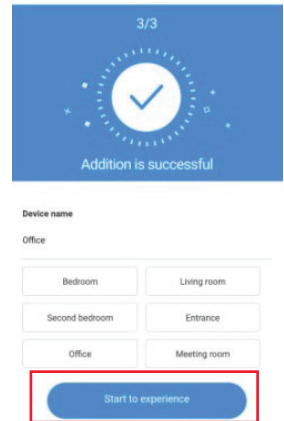 3/3
Addition is successful
Device name
Office
Bedroom Living room
Second bedroom Entrance
Office Meeting room
Start to experience